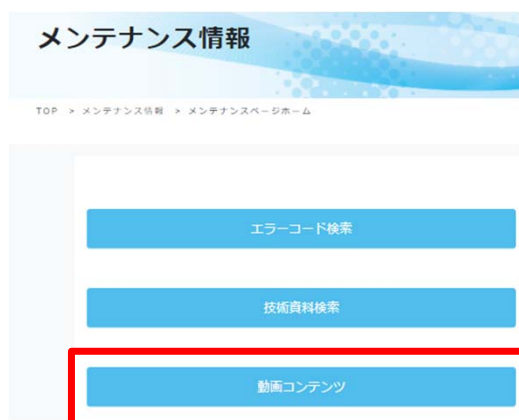 メンテナンス情報
TOP > メンテナンス情報 > メンテナンスページホーム
エラーコード検索
技術資料検索
動画コンテンツ